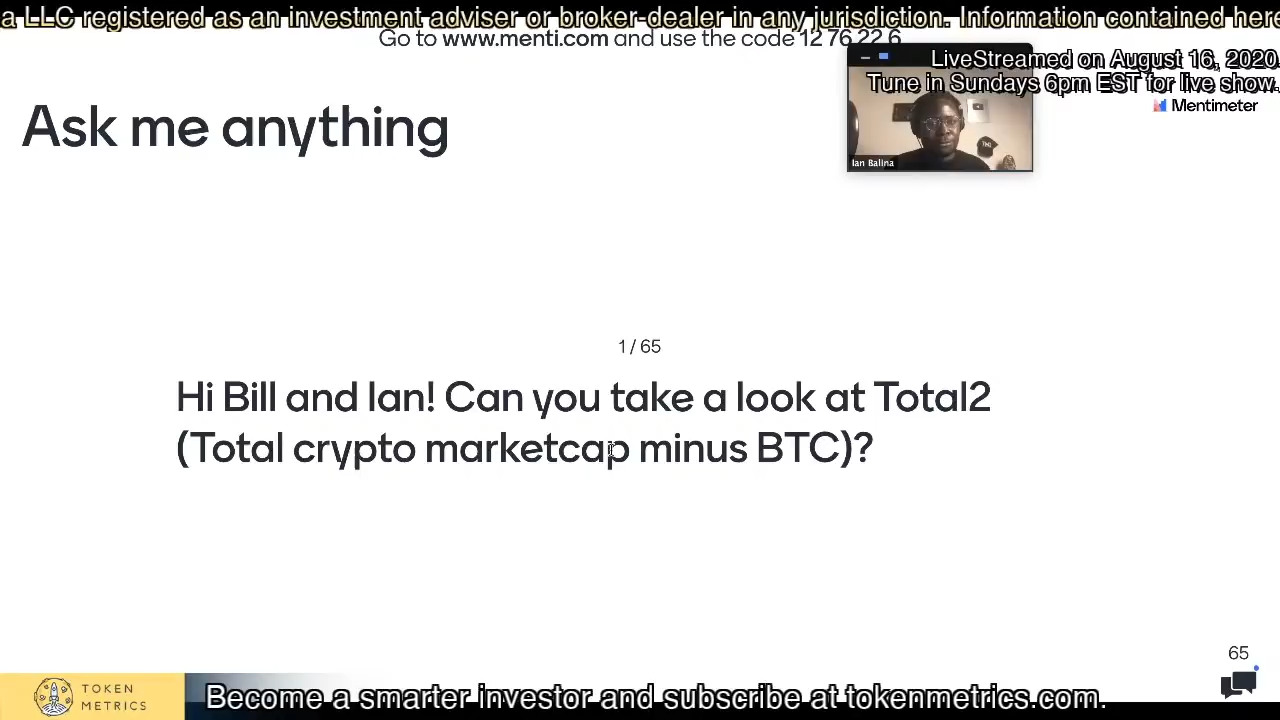 a LLC registered as an investment adviser or broker-dealer in any jurisdiction. Information contained here
Go to www.menti.com and use the code 12 76 22 6
LiveStreamed on August 16, 2020.
Tune in Sundays 6pm EST for live show.
Mentimeter
Ask me anything
Ian Balina
1 / 65
Hi Bill and Ian! Can you take a look at Total2
(Total crypto marketcap minus BTC)?
65
TOKEN
METRICS
Become a smarter investor and subscribe at tokenmetrics.com.